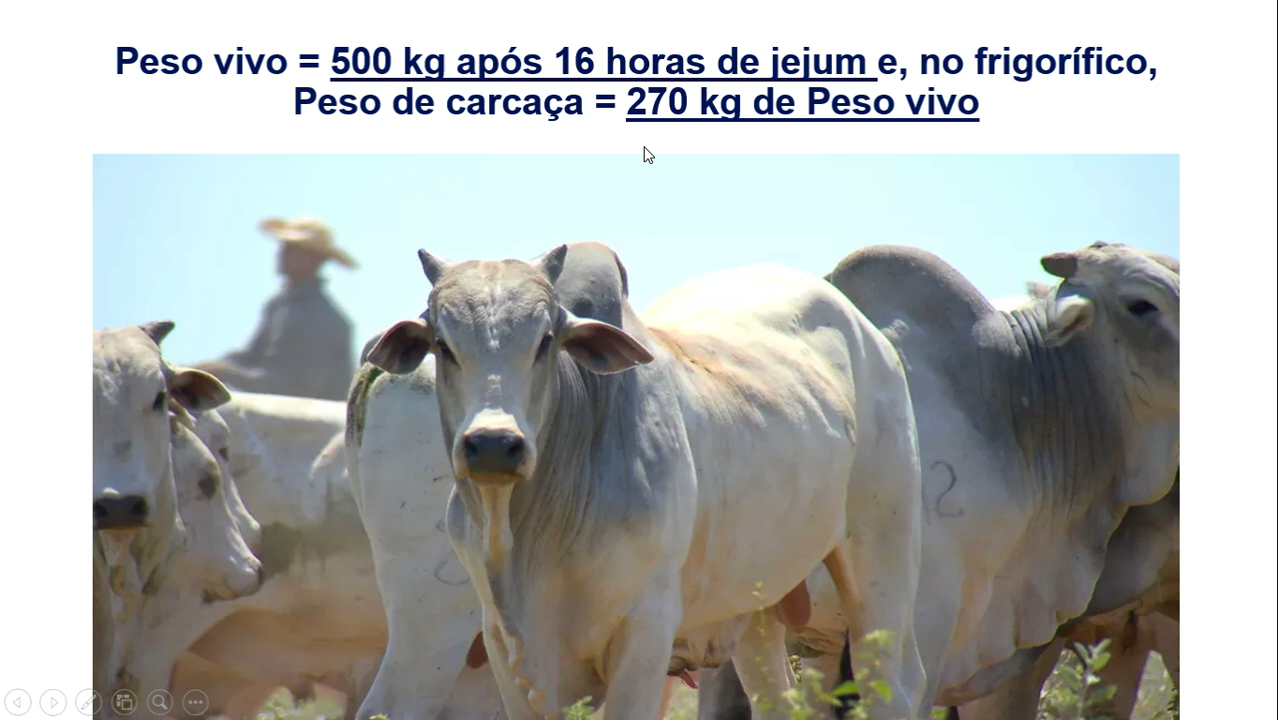 Peso vivo = 500 kg após 16 horas de jejum e, no frigorífico,
Peso de carcaça = 270 kg de Peso vivo
2